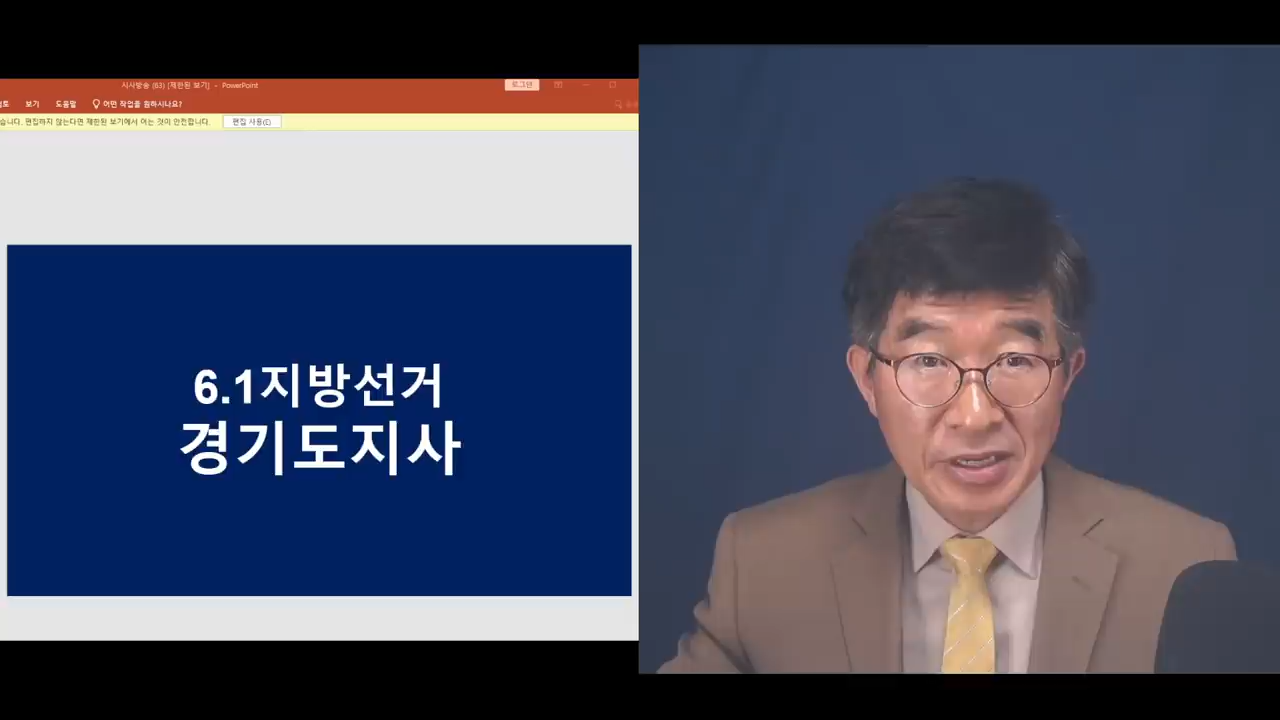 시사방송 (63) [제한된 보기] - PowerPoint
로그인
보기 도움말 어떤 작업을 원하시나요?
편집하지 않는다면 제한된 보기에서 여는 것이 안전합니다. 편집 사용(E)
6.1지방선거
경기도지사